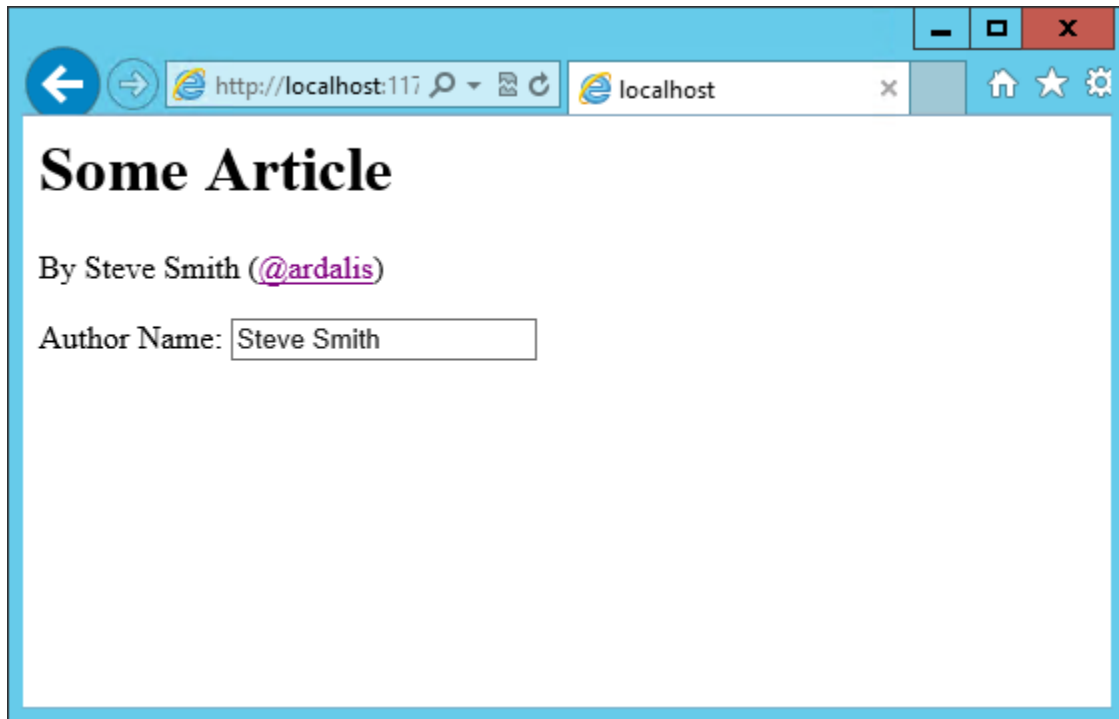 http://localhost:117
localhost
Some Article
By Steve Smith (@ardalis)
Author Name: Steve Smith